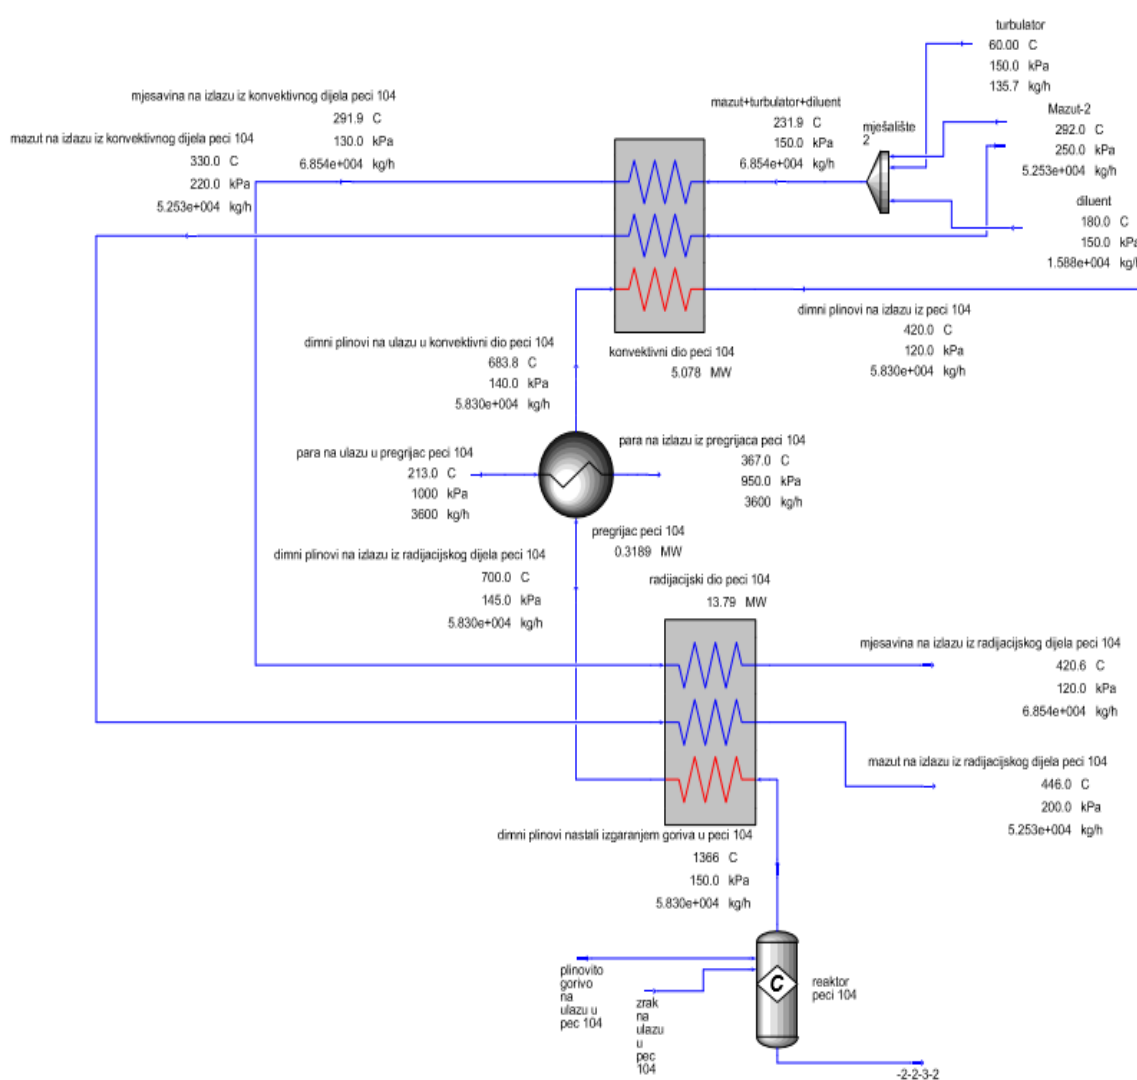 turbulator
60.00 C
150.0 kPa
135.7 kg/h
mjesavina na izlazu iz konvektivnog dijela peci 104
291.9 C
130.0 kPa
6.854e+004 kg/h
mazut na izlazu iz konvektivnog dijela peci 104
330.0 C
220.0 kPa
5.253e+004 kg/h
mazut+turbulator+diluent
231.9 C
150.0 kPa
6.854e+004 kg/h
mješalište
2
Mazut-2
292.0 C
250.0 kPa
5.253e+004 kg/h
diluent
180.0 C
150.0 kPa
1.588e+004 kg/h
dimni plinovi na izlazu iz peci 104
420.0 C
120.0 kPa
5.830e+004 kg/h
konvektivni dio peci 104
5.078 MW
dimni plinovi na ulazu u konvektivni dio peci 104
683.8 C
140.0 kPa
5.830e+004 kg/h
para na ulazu u pregrijac peci 104
213.0 C
1000 kPa
3600 kg/h
para na izlazu iz pregrijaca peci 104
367.0 C
950.0 kPa
3600 kg/h
pregrijac peci 104
0.3189 MW
dimni plinovi na izlazu iz radijacijskog dijela peci 104
700.0 C
145.0 kPa
5.830e+004 kg/h
radijacijski dio peci 104
13.79 MW
mjesavina na izlazu iz radijacijskog dijela peci 104
420.6 C
120.0 kPa
6.854e+004 kg/h
mazut na izlazu iz radijacijskog dijela peci 104
446.0 C
200.0 kPa
5.253e+004 kg/h
dimni plinovi nastali izgaranjem goriva u peci 104
1366 C
150.0 kPa
5.830e+004 kg/h
plinovito
gorivo
na
ulazu u
pec 104
zrak
na
ulazu
u
pec
104
C
reaktor
peci 104
-2-2-3-2